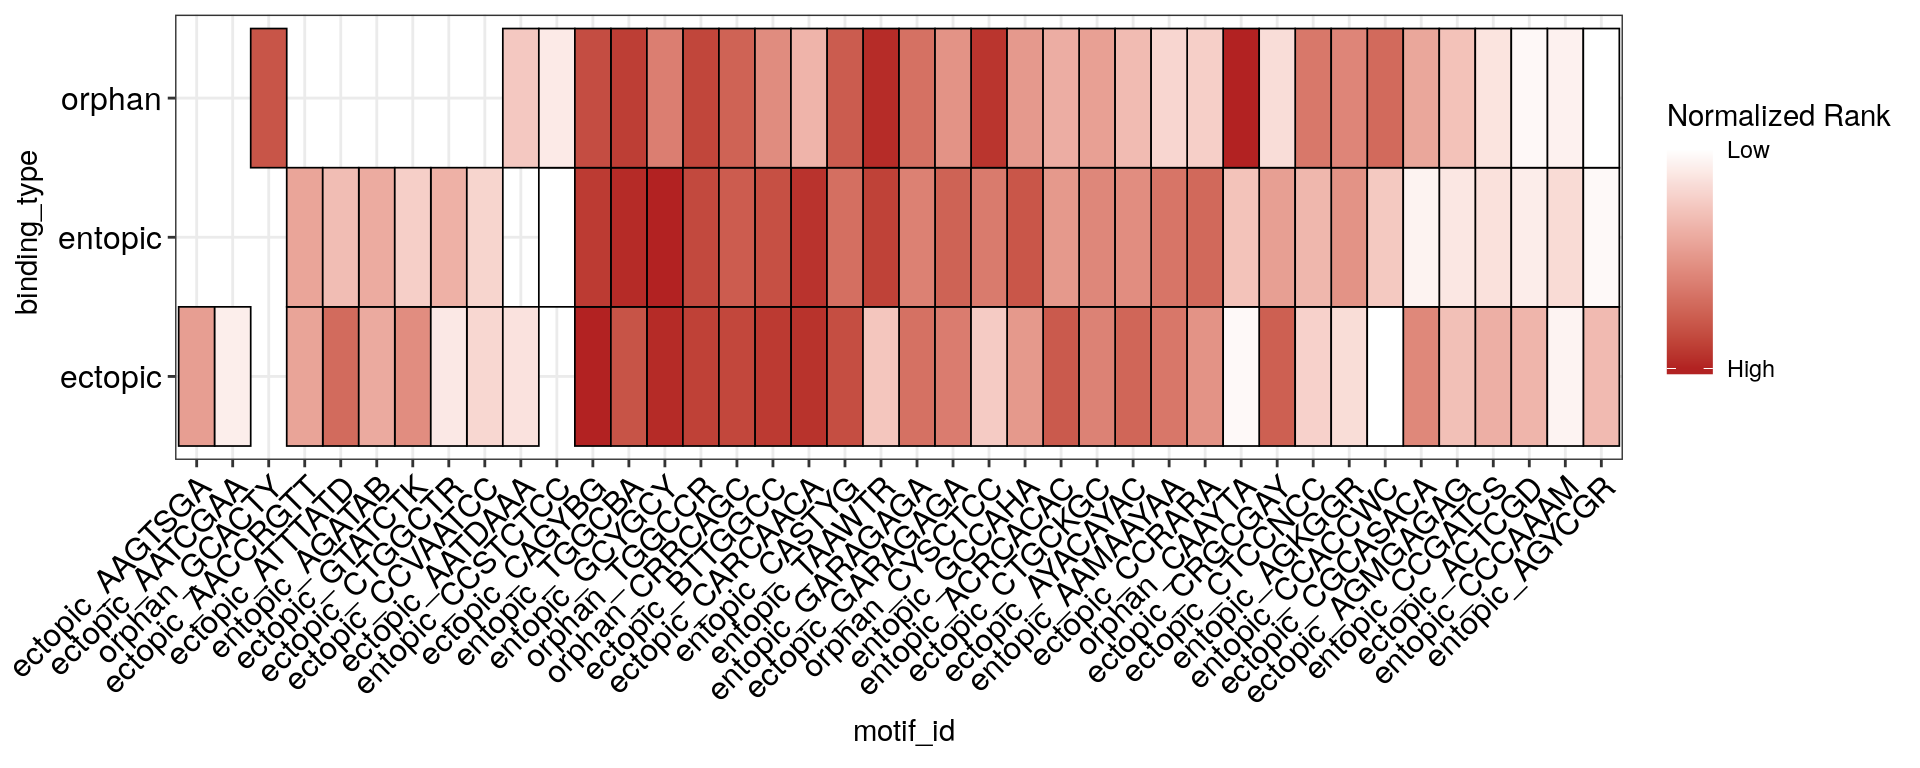 binding_type
orphan
entopic
ectopic
ectopic_AAGTSGA
ectopic_AATCGAA
orphan_GCACTY
ectopic_AACCRGTT
ectopic_ATTTATD
entopic_AGATAB
ectopic_GTATCTK
ectopic_CTGGCTR
ectopic_CCVAATCC
ectopic_AATDAAA
entopic_CCSTCTCC
ectopic_CAGYBG
entopic_TGGCBA
entopic_GCYGCY
orphan_TGGCCR
orphan_CRRCAGC
ectopic_BTTGGCC
ectopic_CARCAACA
entopic_CASTYG
entopic_TAAWTR
entopic_GARAGAGA
ectopic_GARAGAGA
orphan_CYSCTCC
entopic_GCCAHA
entopic_ACRCACAC
ectopic_CTGCKGC
ectopic_AYACAYAC
entopic_AAMAAYAA
ectopic_CCRARA
orphan_CAAYTA
ectopic_CRGCCGAY
ectopic_CTCCNCC
entopic_AGKGGR
entopic_CCACCWC
ectopic_CGCASACA
ectopic_AGMGAGAG
entopic_CCGATCS
ectopic_ACTCGD
entopic_CCCAAAM
entopic_AGYCGR
motif_id
Normalized Rank
Low
High